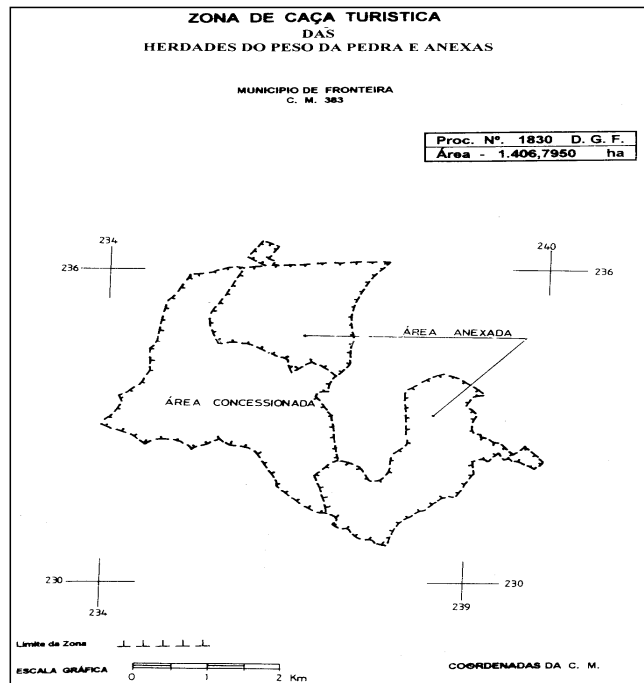 ZONA DE CAÇA TURISTICA
DAS
HERDADES DO PESO DA PEDRA E ANEXAS
MUNICIPIO DE FRONTEIRA
C. M. 383
Proc. Nº. 1830 D. G. F.
Área - 1.406,7950 ha
234
236
240
236
ÁREA ANEXADA
ÁREA CONCESSIONADA
230
234
230
239
Limite da Zona
ESCALA GRÁFICA
0 1 2 Km
COORDENADAS DA C. M.